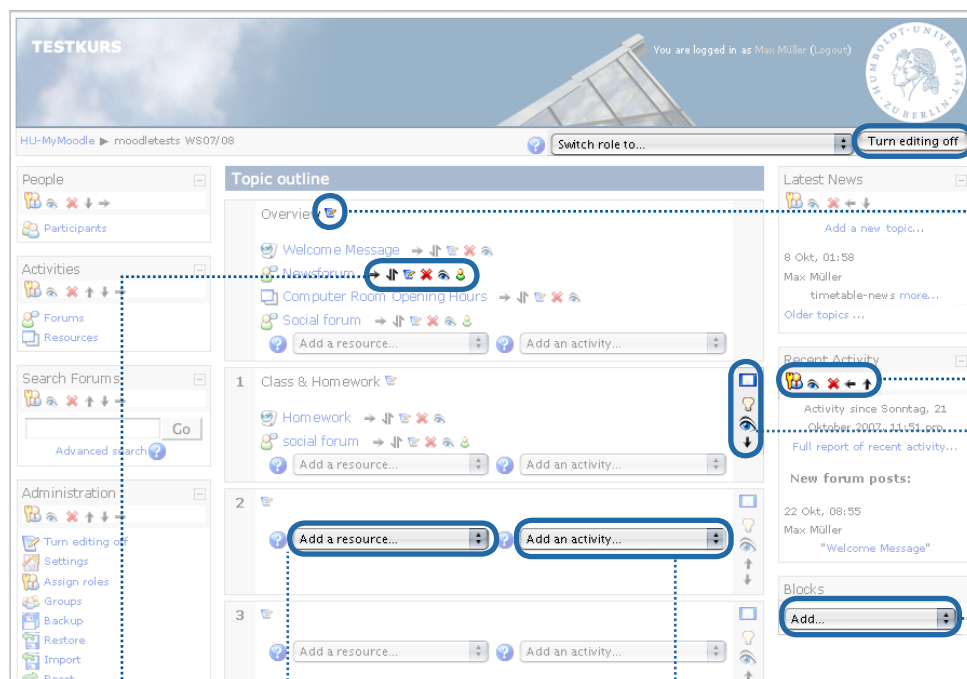 TESTKURS
You are logged in as Max Müller (Logout)
HUMBOLDT-UNIVERSITÄT ZU BERLIN
HU-MyMoodle ► moodletests WS07/08
Switch role to...
Turn editing off
People
Participants
Activities
Forums
Resources
Search Forums
Go
Advanced search
Administration
Turn editing off
Settings
Assign roles
Groups
Backup
Restore
Import
Reset
Topic outline
Overview
Welcome Message
Newsforum
Computer Room Opening Hours
Social forum
Add a resource... Add an activity...
1 Class & Homework
Homework
social forum
Add a resource... Add an activity...
2
Add a resource... Add an activity...
3
Add a resource... Add an activity...
Latest News
Add a new topic...
8 Okt, 01:58
Max Müller
timetable-news more...
Older topics ...
Recent Activity
Activity since Sonntag, 21
Oktober 2007, 11:51 pm
Full report of recent activity...
New forum posts:
22 Okt, 08:55
Max Müller
"Welcome Message"
Blocks
Add...